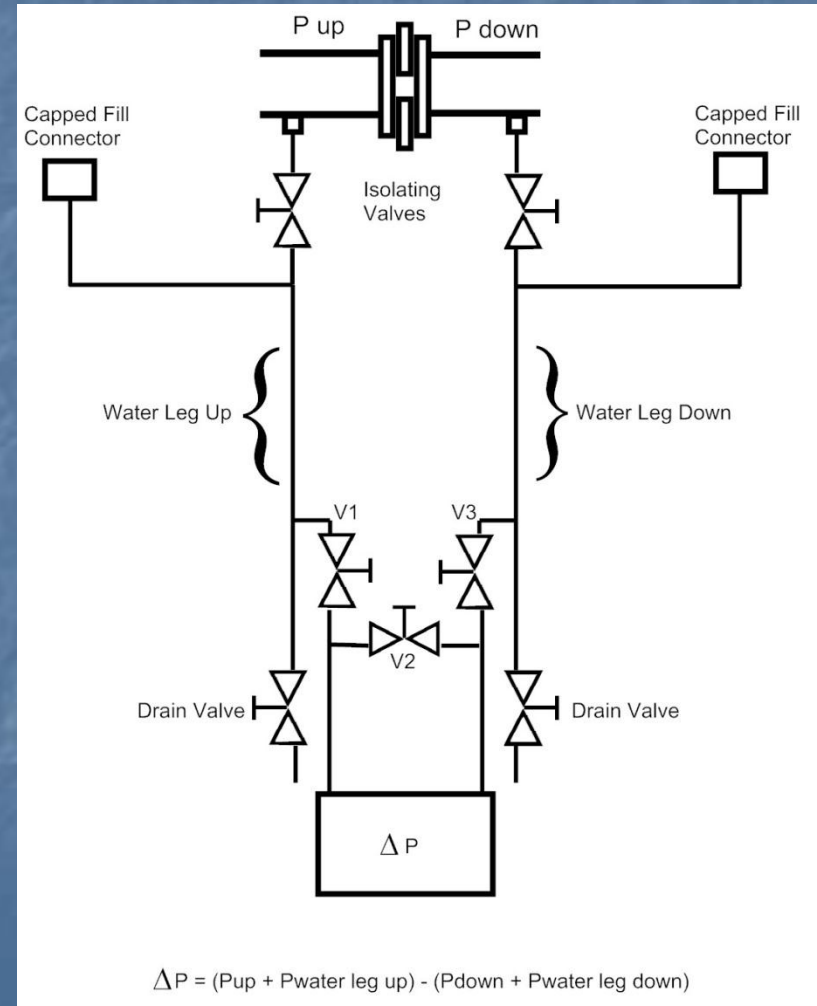 P up
P down
Capped Fill
Connector
Capped Fill
Connector
Isolating
Valves
Water Leg Up
Water Leg Down
V1
V3
V2
Drain Valve
Drain Valve
Δ P
ΔP = (Pup + Pwater leg up) - (Pdown + Pwater leg down)